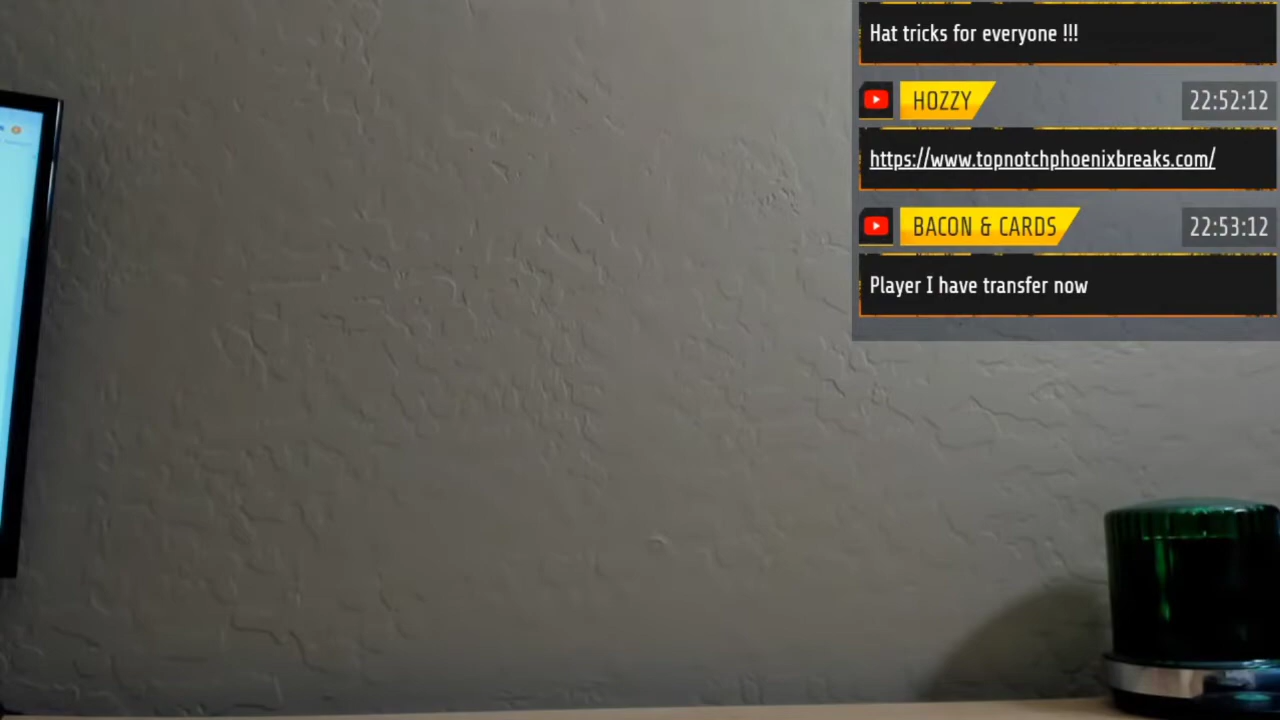 Hat tricks for everyone !!!
HOZZY
22:52:12
https://www.topnotchphoenixbreaks.com/
BACON & CARDS
22:53:12
Player I have transfer now